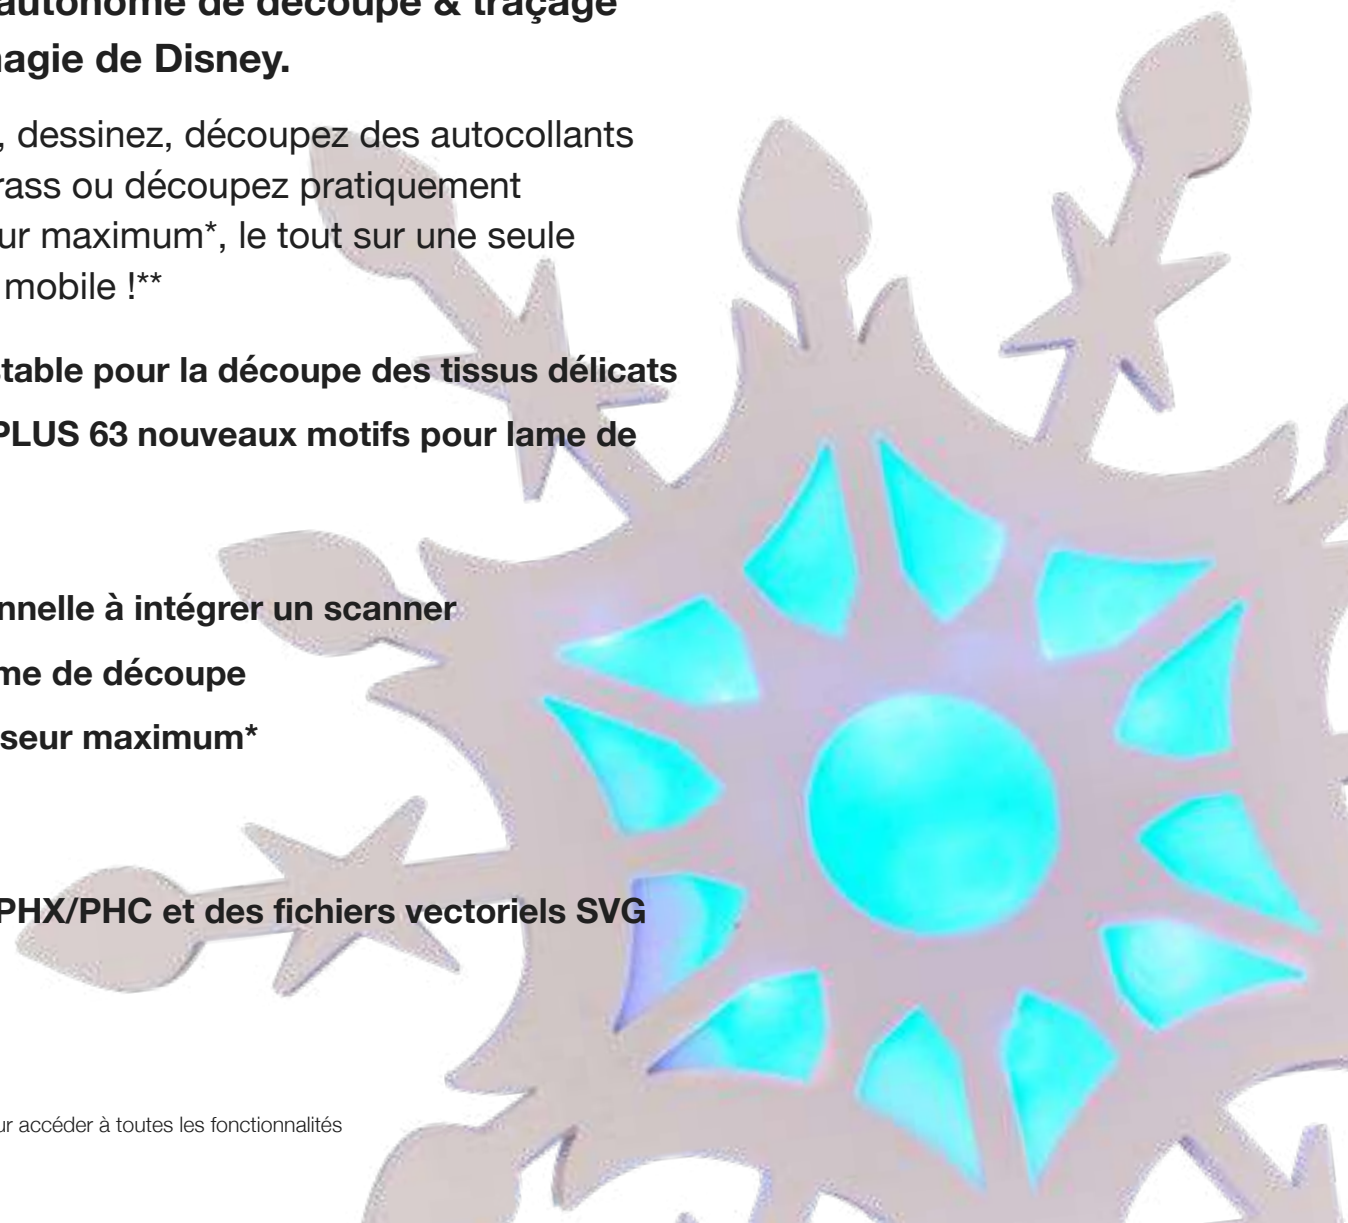 autonome de découpe & traçage
magie de Disney.
, dessinez, découpez des autocollants
rass ou découpez pratiquement
ur maximum*, le tout sur une seule
mobile !**
stable pour la découpe des tissus délicats
PLUS 63 nouveaux motifs pour lame de
nnelle à intégrer un scanner
me de découpe
seur maximum*
PHX/PHC et des fichiers vectoriels SVG
ur accéder à toutes les fonctionnalités